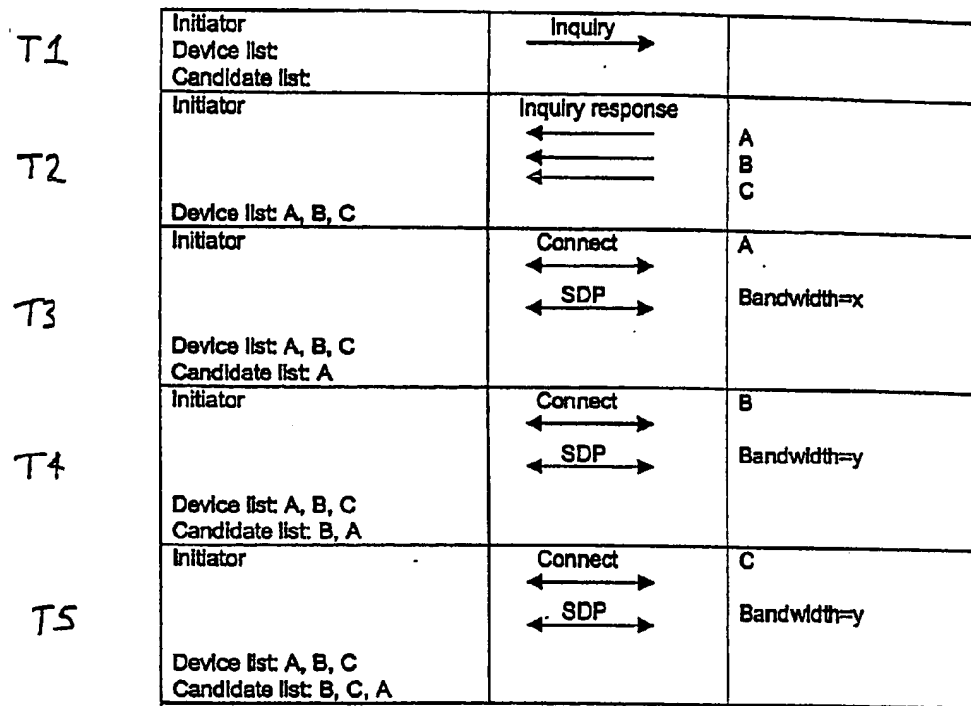 T1
Initiator
Device list:
Candidate list:
Inquiry
T2
Initiator
Device list: A, B, C
Inquiry response
A
B
C
T3
Initiator
Device list: A, B, C
Candidate list: A
Connect
SDP
A
Bandwidth=x
T4
Initiator
Device list: A, B, C
Candidate list: B, A
Connect
SDP
B
Bandwidth=y
T5
Initiator
Device list: A, B, C
Candidate list: B, C, A
Connect
SDP
C
Bandwidth=y